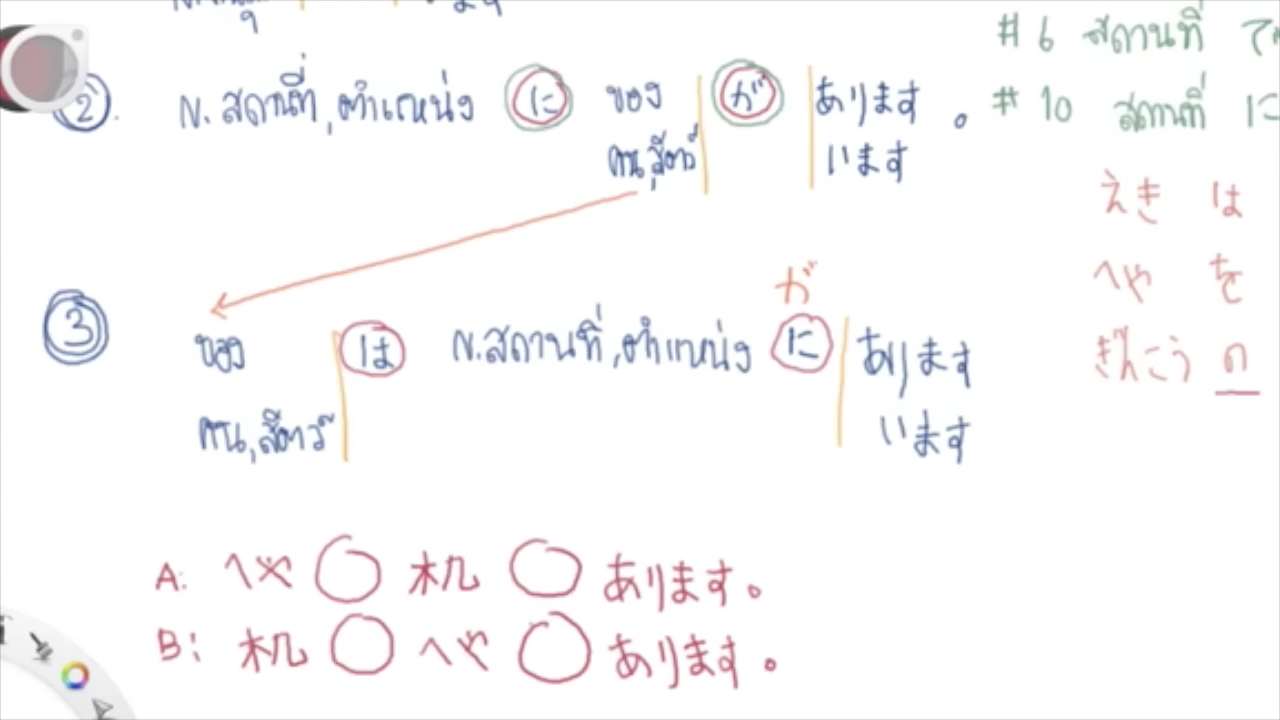 ②. N. สถานที่, ตำแหน่ง に ของ が あります 。
คน, สัตว์ います
# 6 สถานที่
# 10 สถานที่ に
えき は
へや を
ぎんこう の
が
③ ของ は N. สถานที่, ตำแหน่ง に あります
คน, สัตว์ います
A: へや ◯ 机 ◯ あります。
B: 机 ◯ へや ◯ あります。